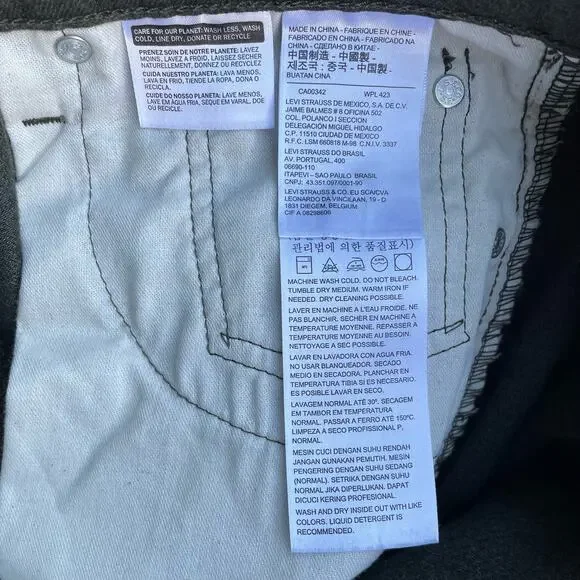 CARE FOR OUR PLANET: WASH LESS, WASH
COLD, LINE DRY, DONATE OR RECYCLE
PRENEZ SOIN DE NOTRE PLANETE: LAVEZ
MOINS, LAVEZ A FROID, LAISSEZ SECHER
NATURELLEMENT, DONNEZ OU RECYCLEZ
CUIDA NUESTRO PLANETA: LAVA MENOS,
LAVA EN FRIO, TIENDE LA ROPA, DONA O
RECICLA.
CUIDE DO NOSSO PLANETA: LAVE MENOS,
LAVE EM ÁGUA FRIA, SEQUE EM VARAL. DOE
OU RECICLE.
MADE IN CHINA - FABRIQUE EN CHINE -
FABRICADO EN CHINA - FABRICADO NA
CHINA - СДЕЛАНО В КИТАЕ -
中国制造 - 中國製造 -
제조국: 중국 - 中国製
BUATAN CINA
CA00342 WPL 423
LEVI STRAUSS DE MEXICO, S.A. DE C.V.
JAIME BALMES # 8 OFICINA 502
COL. POLANCO I SECCION
DELEGACIÓN MIGUEL HIDALGO
C.P. 11510 CIUDAD DE MÉXICO
R.F.C. LSM 660818 M-98 C.N.I.V. 3337
LEVI STRAUSS DO BRASIL
AV. PORTUGAL, 400
06690-110
ITAPEVI – SAO PAULO BRASIL
CNPJ: 43.351.097/0001-90
LEVI STRAUSS & CO. EU SCA/CVA
LEONARDO DA VINCILAAN, 19 - D
1831 DIEGEM, BELGIUM.
CIF A 08298606
관리법에 의한 품질표시)
MACHINE WASH COLD. DO NOT BLEACH.
TUMBLE DRY MEDIUM. WARM IRON IF
NEEDED. DRY CLEANING POSSIBLE.
LAVER EN MACHINE A L'EAU FROIDE. NE
PAS BLANCHIR. SECHER EN MACHINE A
TEMPERATURE MOYENNE. REPASSER A
TEMPERATURE MOYENNE AU BESOIN.
NETTOYAGE A SEC POSSIBLE.
LAVAR EN LAVADORA CON AGUA FRIA.
NO USAR BLANQUEADOR. SECADO
MEDIO EN SECADORA. PLANCHAR EN
TEMPERATURA TIBIA SI ES NECESARIO.
ES POSIBLE LAVAR EN SECO.
LAVAGEM NORMAL ATÉ 30º. SECAGEM
EM TAMBOR EM TEMPERATURA
NORMAL. PASSAR A FERRO ATÉ 150ºC.
LIMPEZA A SECO PROFISSIONAL P,
NORMAL.
MESIN CUCI DENGAN SUHU RENDAH
JANGAN GUNAKAN PEMUTIH. MESIN
PENGERING DENGAN SUHU SEDANG
(NORMAL). SETRIKA DENGAN SUHU
NORMAL JIKA DIPERLUKAN. DAPAT
DICUCI KERING PROFESIONAL.
WASH AND DRY INSIDE OUT WITH LIKE
COLORS. LIQUID DETERGENT IS
RECOMMENDED.